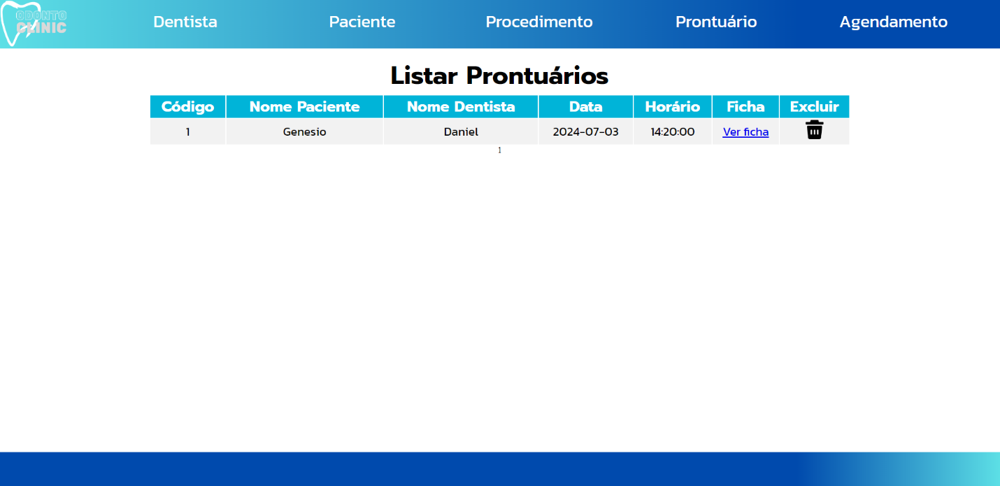 ODONTO
CLINIC
Dentista Paciente Procedimento Prontuário Agendamento
Listar Prontuários
Código Nome Paciente Nome Dentista Data Horário Ficha Excluir
1 Genesio Daniel 2024-07-03 14:20:00 Ver ficha
1